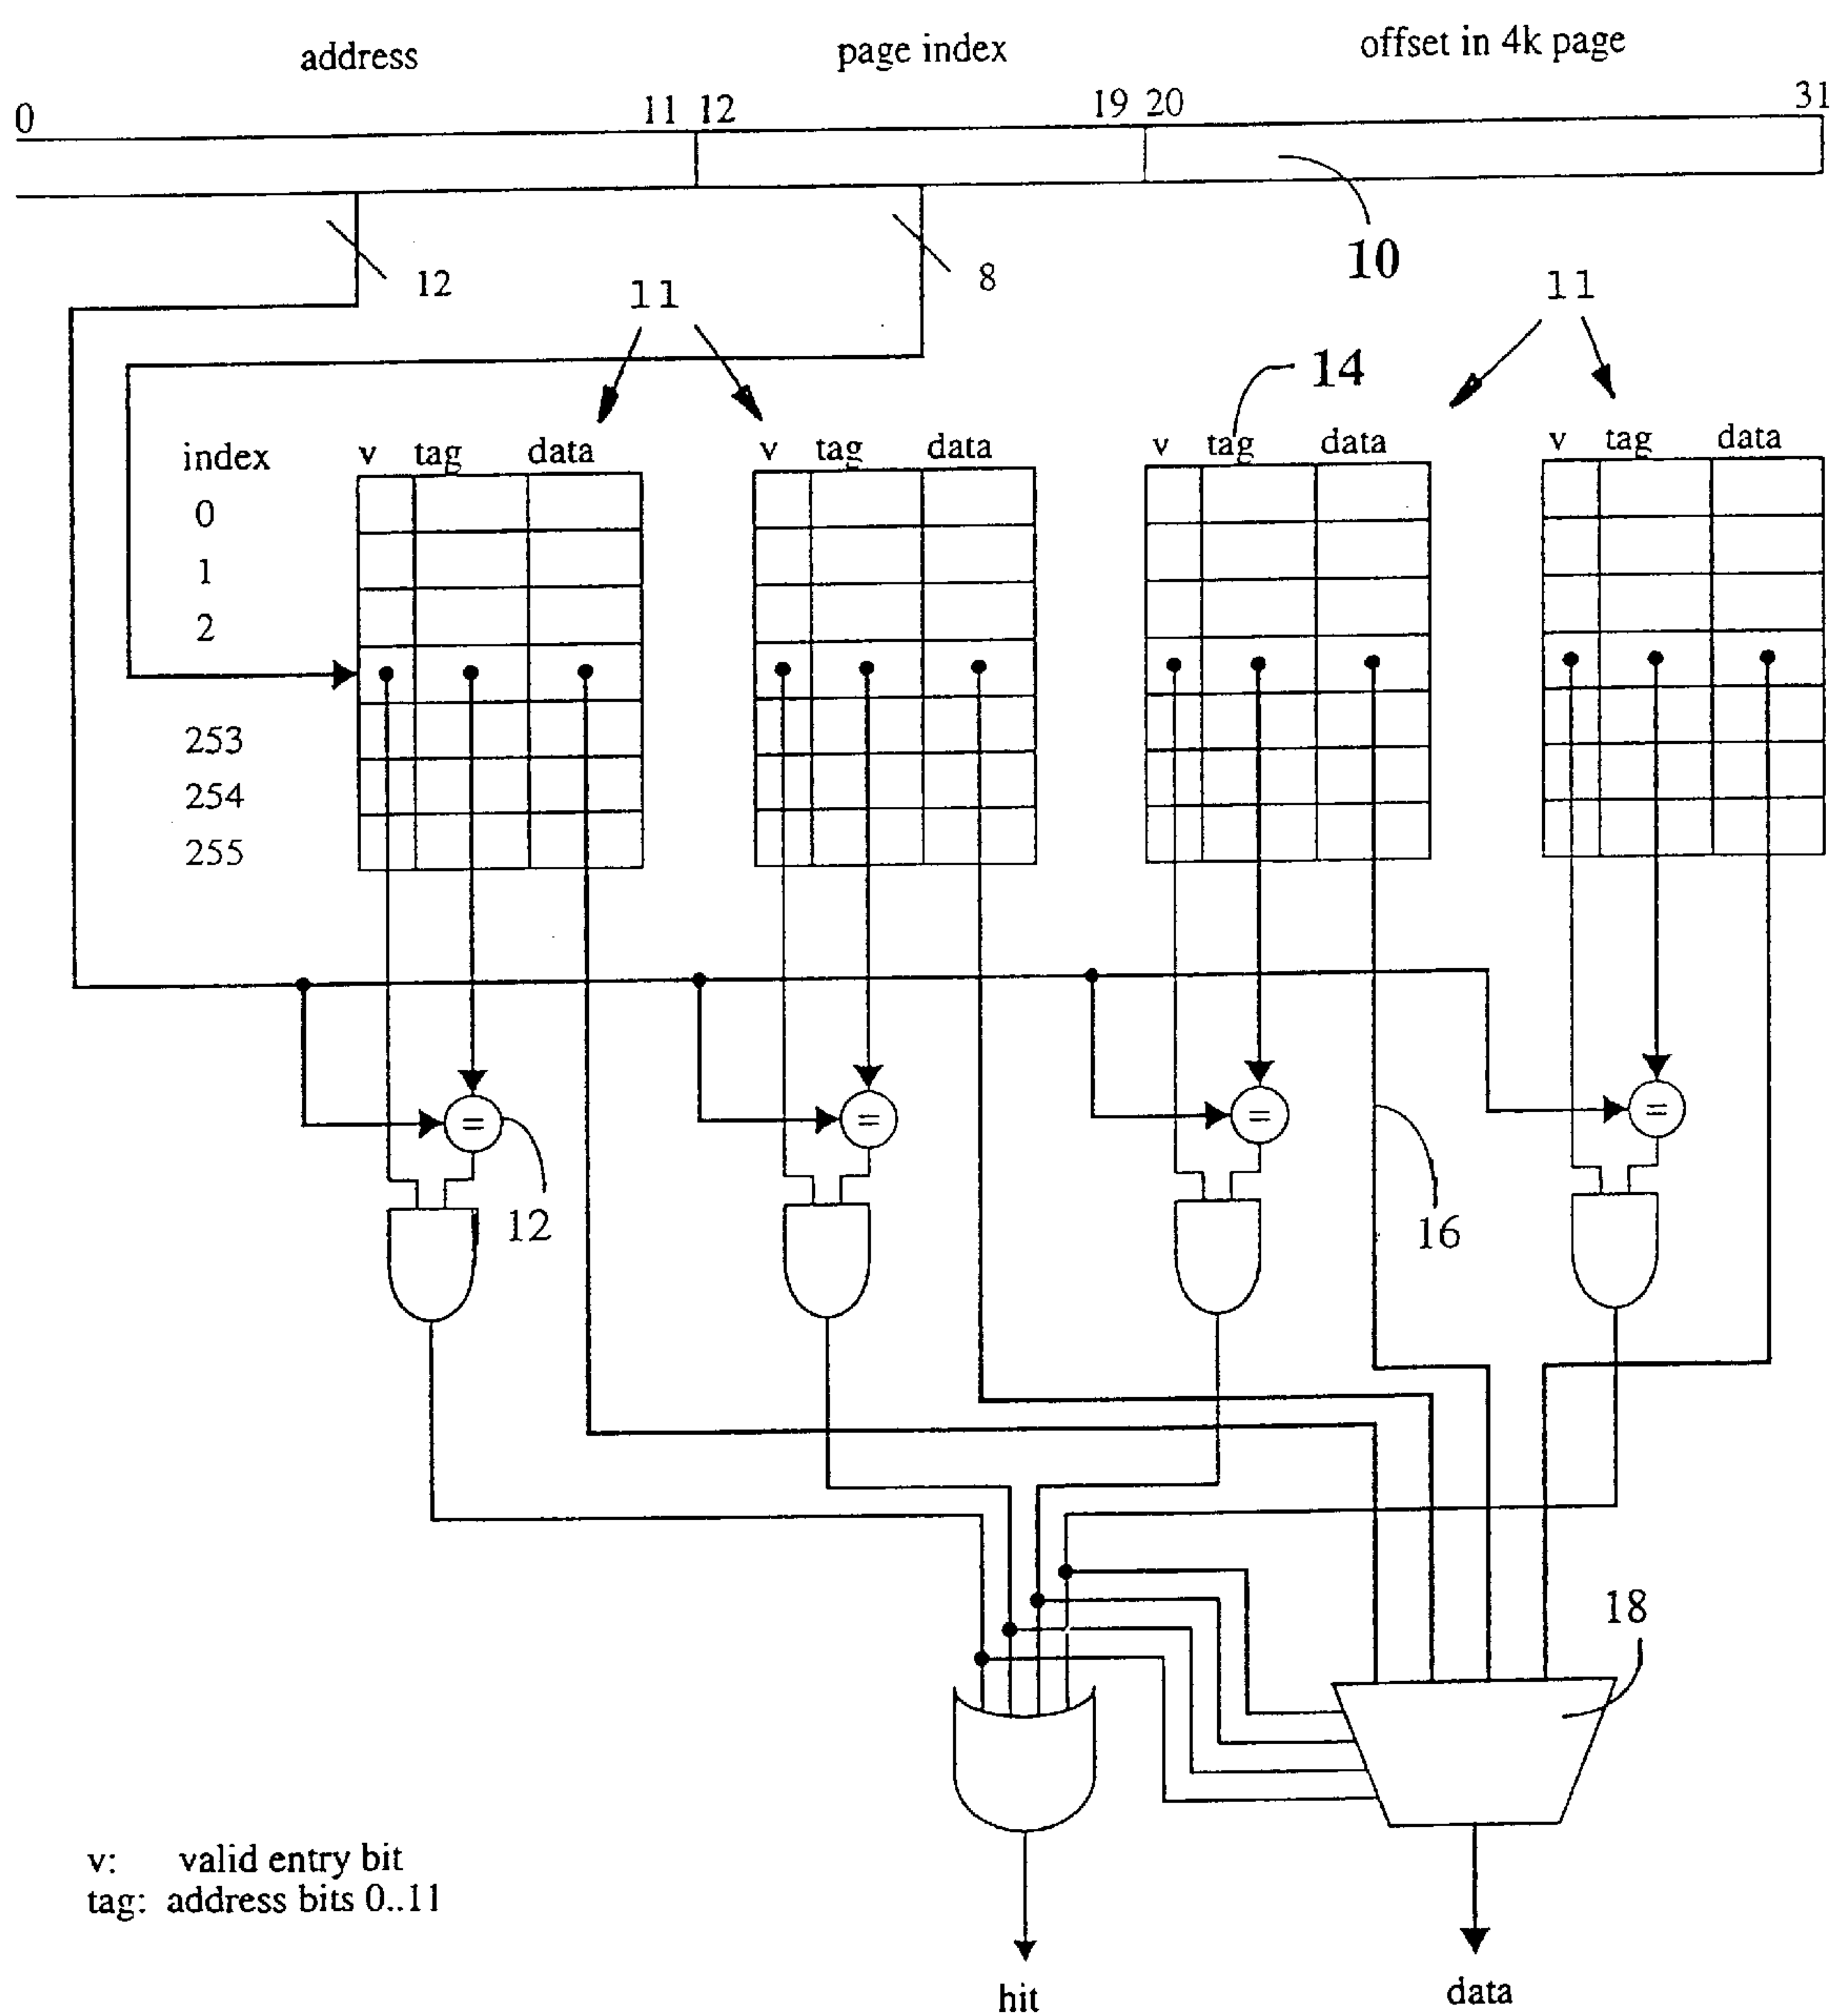 address page index offset in 4k page
0 11 12 19 20 31
12 8 10
11 11
14
index v tag data v tag data v tag data v tag data
0
1
2
253
254
255
= = = =
12 16
18
v: valid entry bit
tag: address bits 0..11
hit data